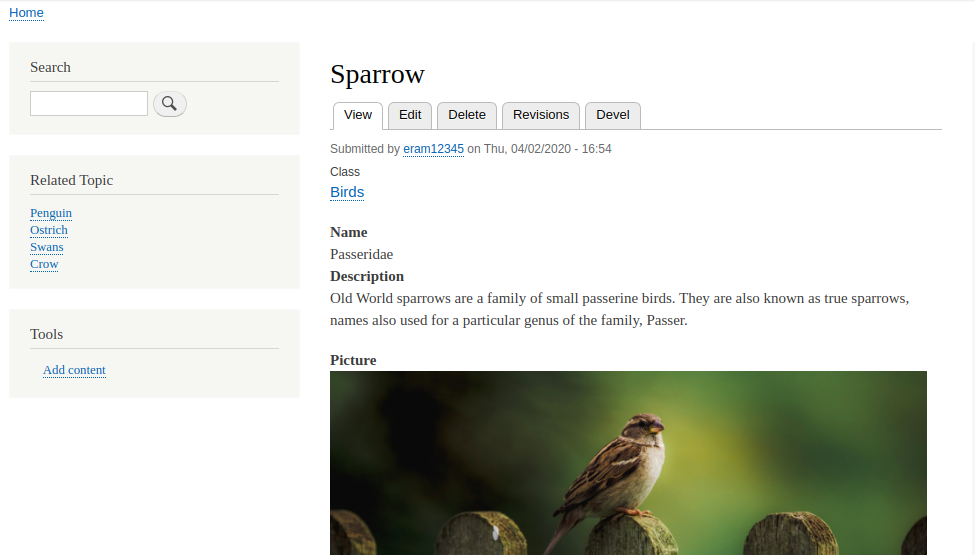 Home
Search
Related Topic
Penguin
Ostrich
Swans
Crow
Tools
Add content
Sparrow
View Edit Delete Revisions Devel
Submitted by eram12345 on Thu, 04/02/2020 - 16:54
Class
Birds
Name
Passeridae
Description
Old World sparrows are a family of small passerine birds. They are also known as true sparrows,
names also used for a particular genus of the family, Passer.
Picture